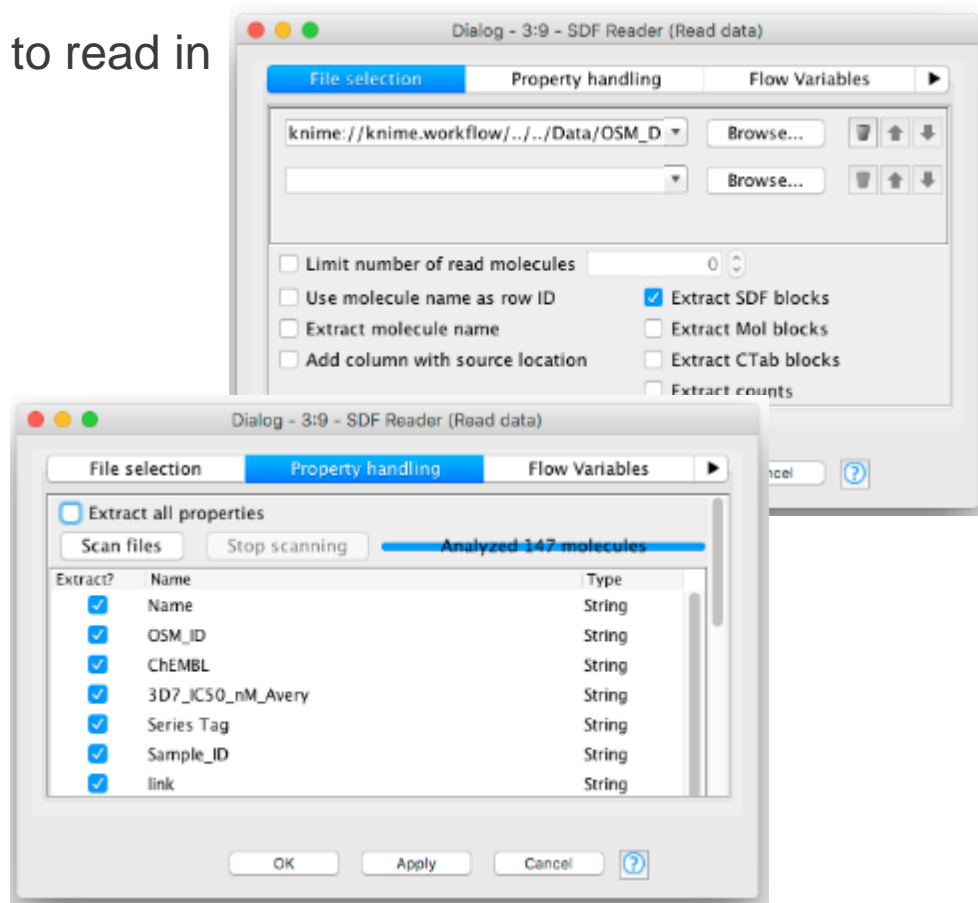 to read in
Dialog - 3:9 - SDF Reader (Read data)
File selection Property handling Flow Variables
knime://knime.workflow/../../Data/OSM_D Browse...
Browse...
Limit number of read molecules 0
Use molecule name as row ID Extract SDF blocks
Extract molecule name Extract Mol blocks
Add column with source location Extract CTab blocks
Extract counts
ncel ?
Dialog - 3:9 - SDF Reader (Read data)
File selection Property handling Flow Variables
Extract all properties
Scan files Stop scanning Analyzed 147 molecules
Extract? Name Type
Name String
OSM_ID String
ChEMBL String
3D7_IC50_nM_Avery String
Series Tag String
Sample_ID String
link String
OK Apply Cancel ?